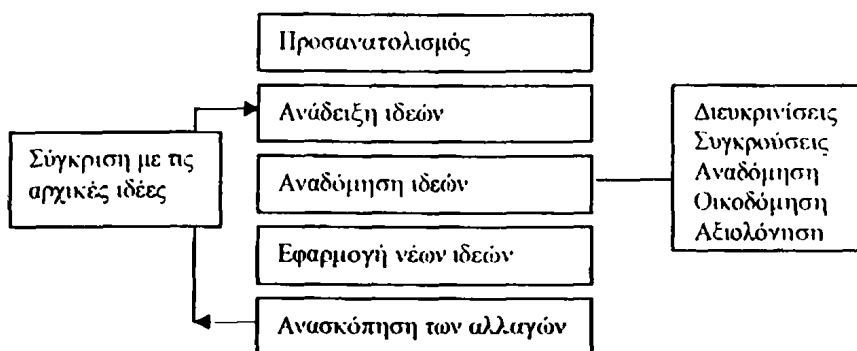 Προσανατολισμός
Ανάδειξη ιδεών
Σύγκριση με τις
αρχικές ιδέες
Αναδόμηση ιδεών
Διευκρινίσεις
Συγκρούσεις
Αναδόμηση
Οικοδόμηση
Αξιολόγηση
Εφαρμογή νέων ιδεών
Ανασκόπηση των αλλαγών